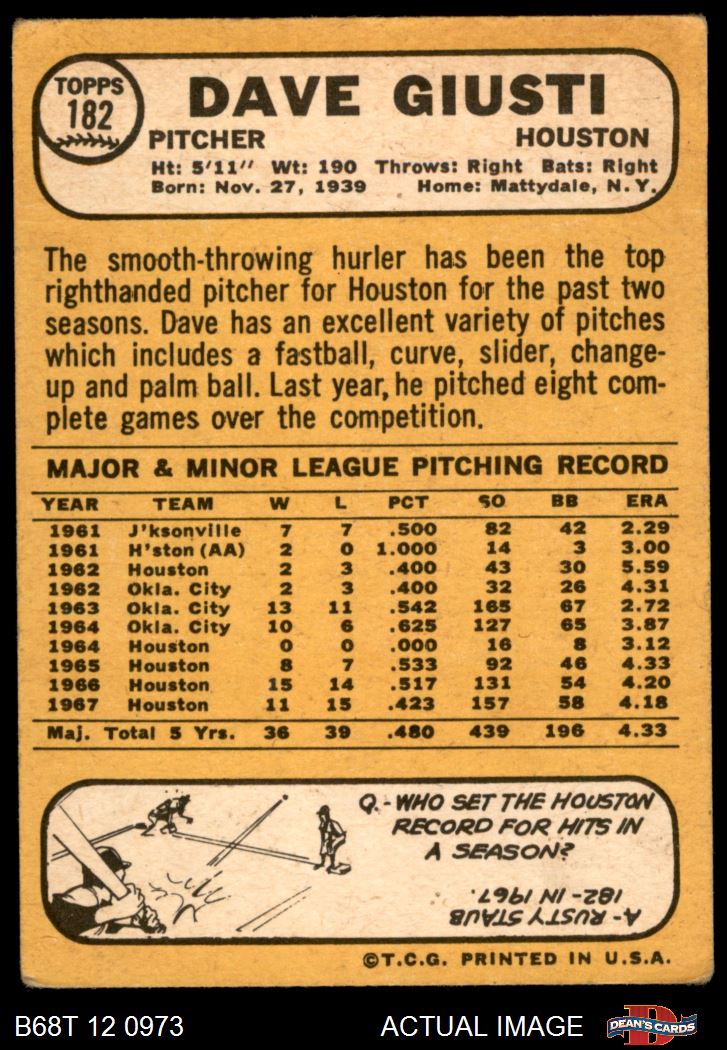 TOPPS
182
DAVE GIUSTI
PITCHER HOUSTON
Ht: 5'11" Wt: 190 Throws: Right Bats: Right
Born: Nov. 27, 1939 Home: Mattydale, N.Y.
The smooth-throwing hurler has been the top
righthanded pitcher for Houston for the past two
seasons. Dave has an excellent variety of pitches
which includes a fastball, curve, slider, change-
up and palm ball. Last year, he pitched eight com-
plete games over the competition.
MAJOR & MINOR LEAGUE PITCHING RECORD
YEAR TEAM W L PCT SO BB ERA
1961 J'ksonville 7 7 .500 82 42 2.29
1961 H'ston (AA) 2 0 1.000 14 3 3.00
1962 Houston 2 3 .400 43 30 5.59
1962 Okla. City 2 3 .400 32 26 4.31
1963 Okla. City 13 11 .542 165 67 2.72
1964 Okla. City 10 6 .625 127 65 3.87
1964 Houston 0 0 .000 16 8 3.12
1965 Houston 8 7 .533 92 46 4.33
1966 Houston 15 14 .517 131 54 4.20
1967 Houston 11 15 .423 157 58 4.18
Maj. Total 5 Yrs. 36 39 .480 439 196 4.33
Q.-WHO SET THE HOUSTON
RECORD FOR HITS IN
A SEASON?
A-RUSTY STAUB
182-IN 1967.
©T.C.G. PRINTED IN U.S.A.
B68T 12 0973 ACTUAL IMAGE DEAN'S CARDS